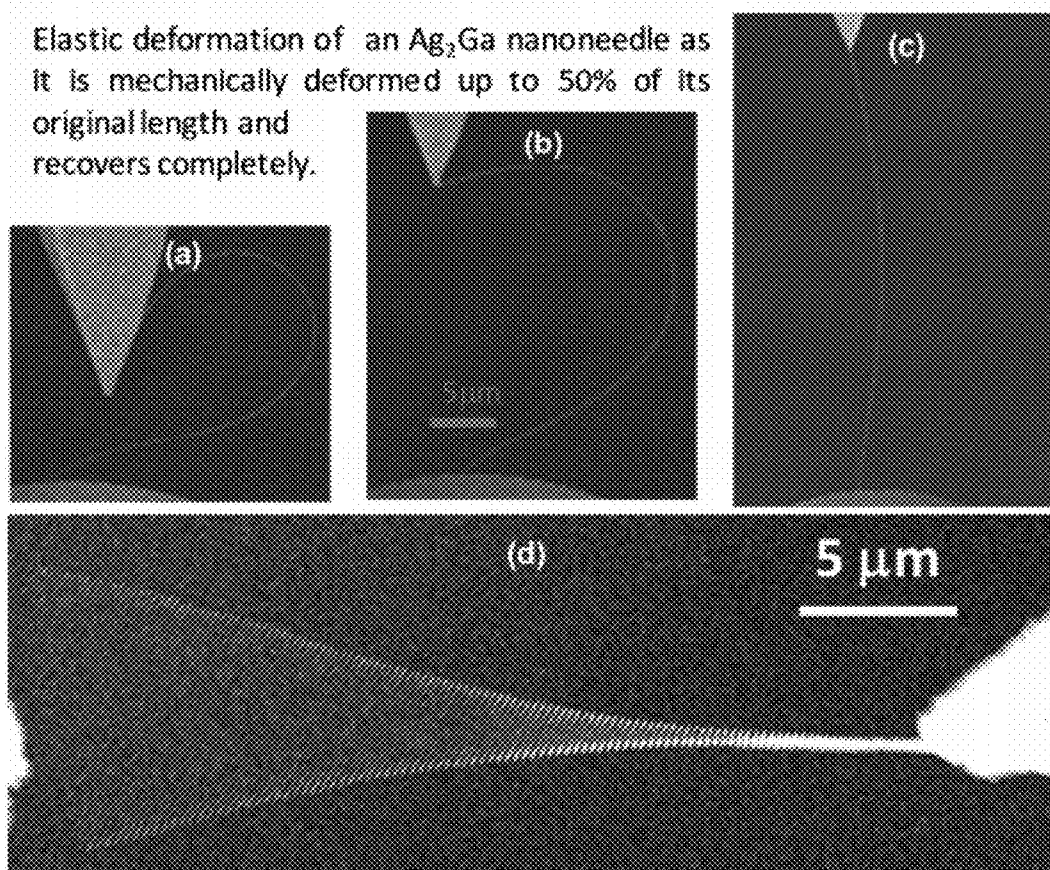 Elastic deformation of an Ag₂Ga nanoneedle as
it is mechanically deformed up to 50% of its
original length and
recovers completely.
(a)
(b)
(c)
5μm
(d)
5 μm